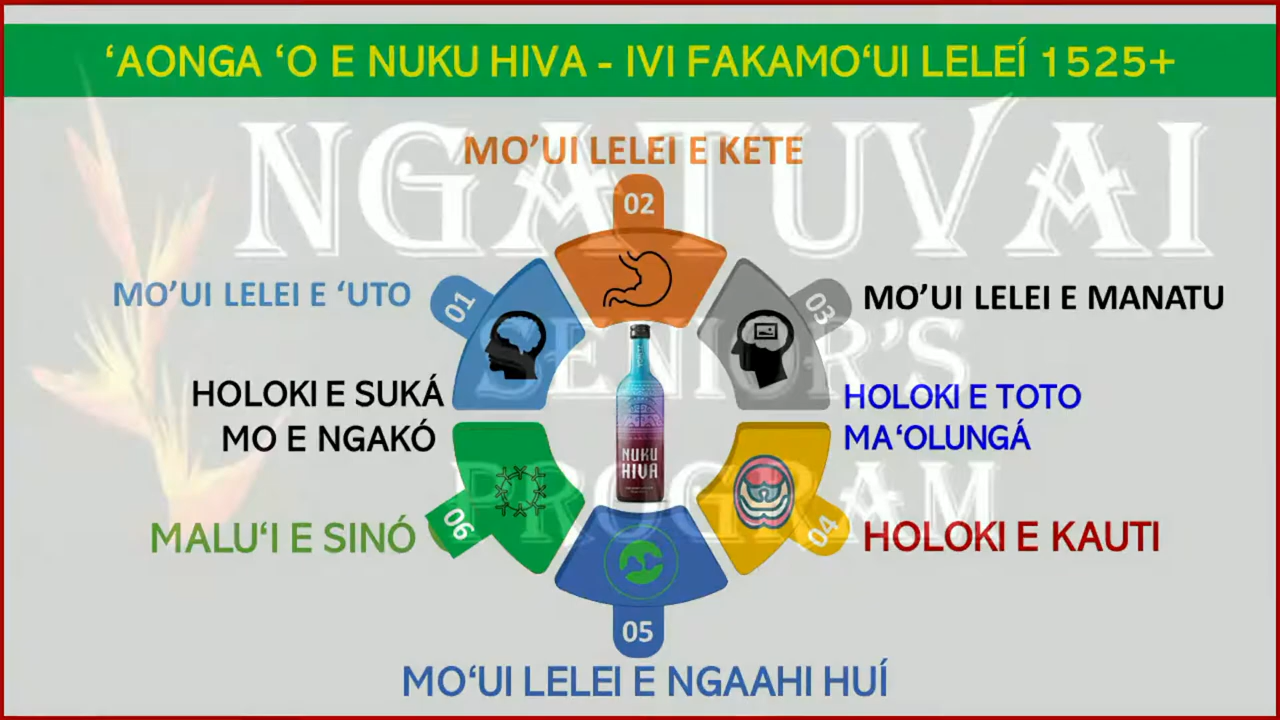 ‘AONGA ‘O E NUKU HIVA - IVI FAKAMO‘UI LELEÍ 1525+
NGATUVAI
SENIOR’S
PROGRAM
MO’UI LELEI E KETE
02
MO’UI LELEI E ‘UTO
01
03
MO’UI LELEI E MANATU
HOLOKI E SUKÁ
MO E NGAKÓ
HOLOKI E TOTO
MA‘OLUNGÁ
NUKU
HIVA
MALU‘I E SINÓ
06
04
HOLOKI E KAUTI
05
MO‘UI LELEI E NGAAHI HUÍ